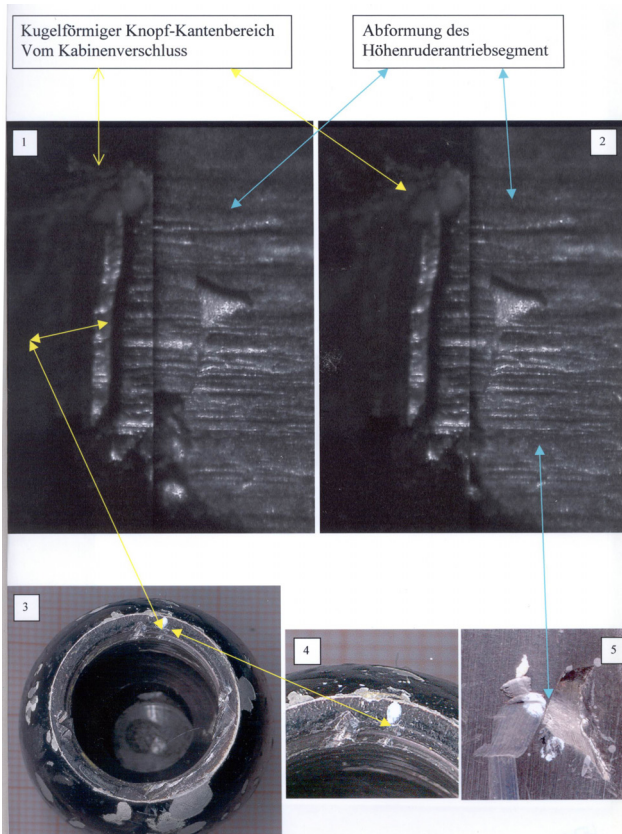 Kugelförmiger Knopf-Kantenbereich
Vom Kabinenverschluss
Abformung des
Höhenruderantriebsegment
1
2
3
4
5